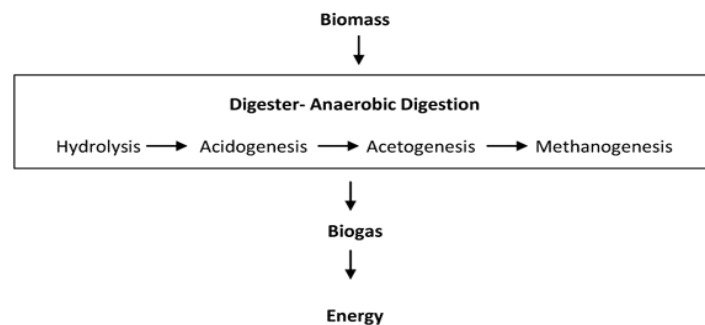 Biomass
Digester- Anaerobic Digestion
Hydrolysis Acidogenesis Acetogenesis Methanogenesis
Biogas
Energy